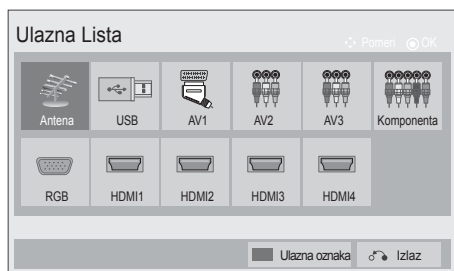 Ulazna Lista
Pomeri OK
Antena USB AV1 AV2 AV3 Komponenta
RGB HDMI1 HDMI2 HDMI3 HDMI4
Ulazna oznaka Izlaz